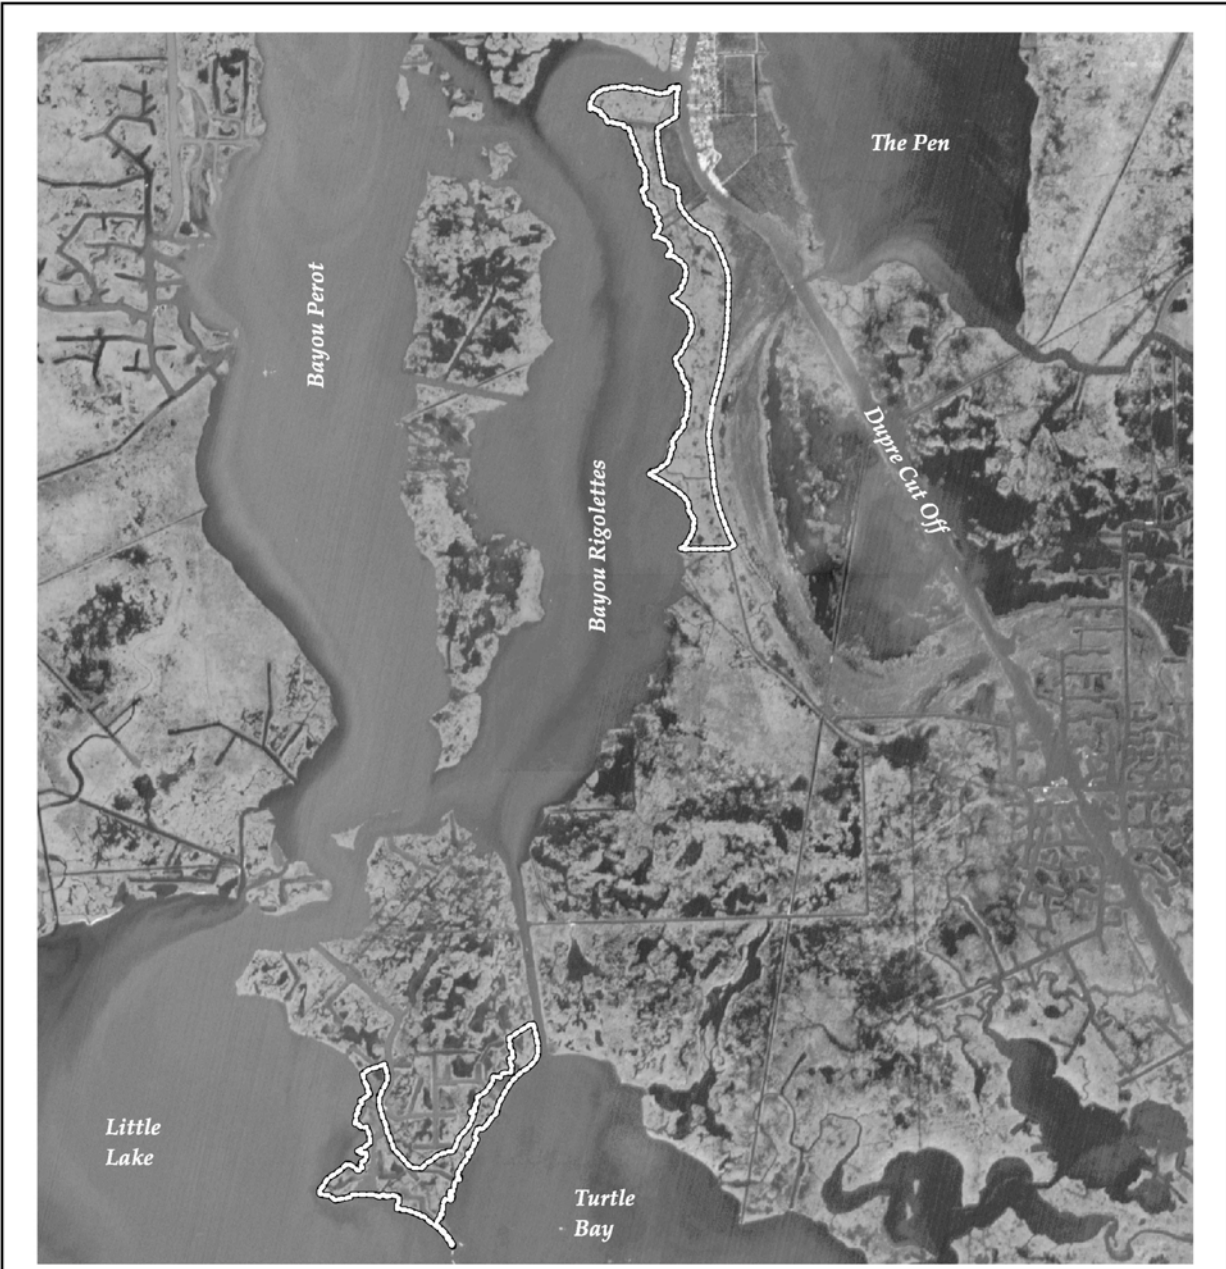 The Pen
Bayou Perot
Dupre Cut Off
Bayou Rigolettes
Little
Lake
Turtle
Bay